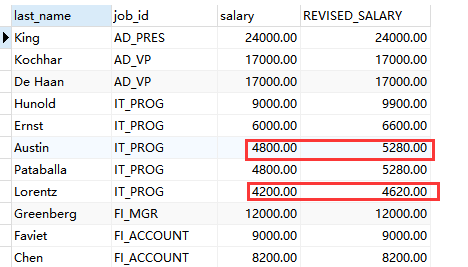 last_name job_id salary REVISED_SALARY
King AD_PRES 24000.00 24000.00
Kochhar AD_VP 17000.00 17000.00
De Haan AD_VP 17000.00 17000.00
Hunold IT_PROG 9000.00 9900.00
Ernst IT_PROG 6000.00 6600.00
Austin IT_PROG 4800.00 5280.00
Pataballa IT_PROG 4800.00 5280.00
Lorentz IT_PROG 4200.00 4620.00
Greenberg FI_MGR 12000.00 12000.00
Faviet FI_ACCOUNT 9000.00 9000.00
Chen FI_ACCOUNT 8200.00 8200.00